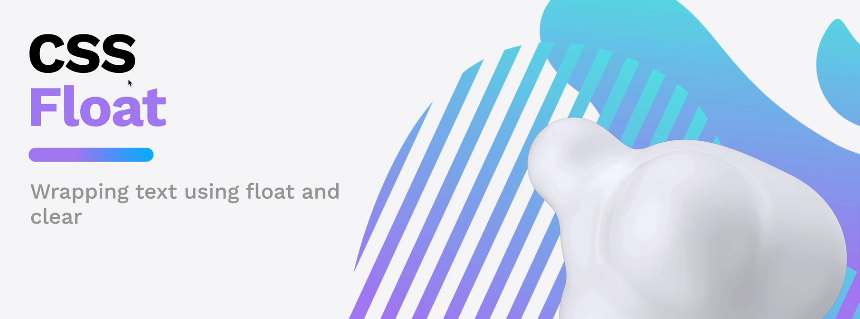 CSS
Float
Wrapping text using float and
clear